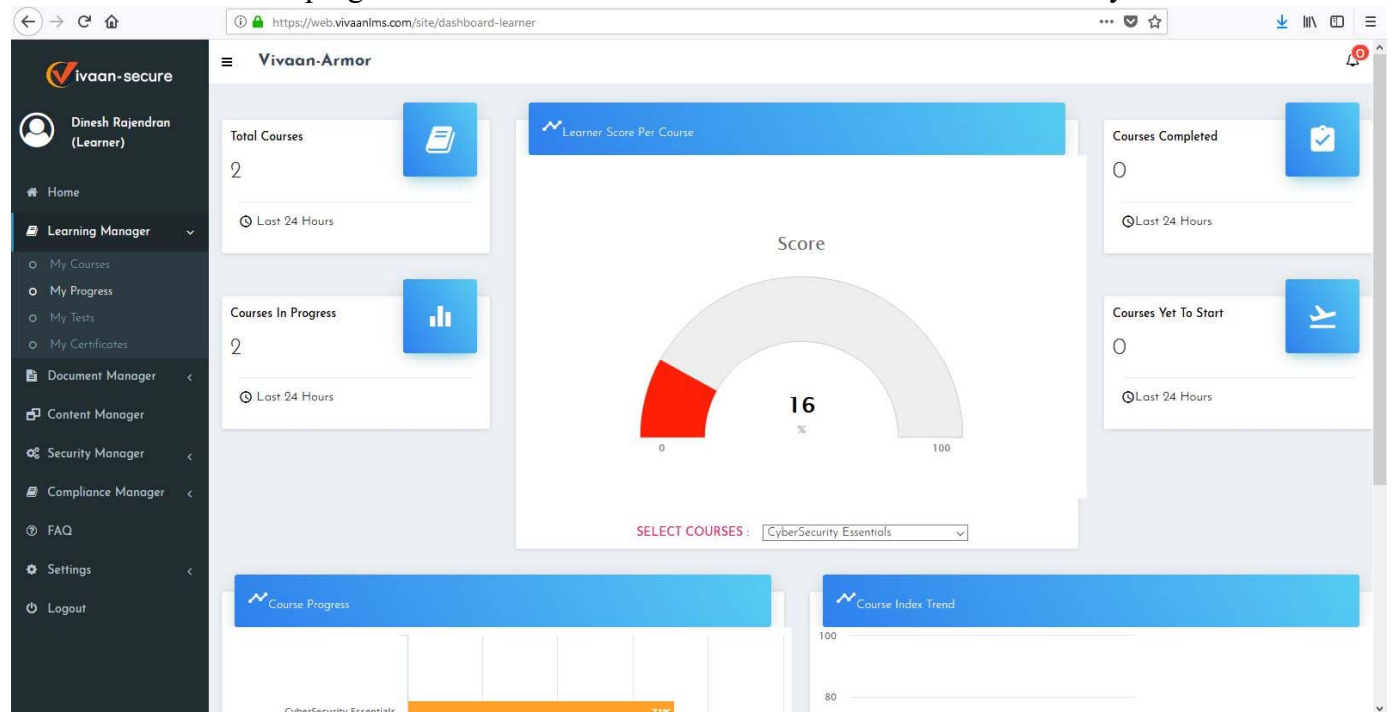 https://web.vivaanlms.com/site/dashboard-learner
ivaan-secure
Vivaan-Armor
0
Dinesh Rajendran
(Learner)
Home
Learning Manager
My Courses
My Progress
My Tests
My Certificates
Document Manager
Content Manager
Security Manager
Compliance Manager
FAQ
Settings
Logout
Total Courses
2
Last 24 Hours
Courses In Progress
2
Last 24 Hours
Learner Score Per Course
Score
16
%
0
100
SELECT COURSES :
CyberSecurity Essentials
Courses Completed
0
Last 24 Hours
Course Yet To Start
0
Last 24 Hours
Course Progress
CyberSecurity Essentials
Course Index Trend
100
80